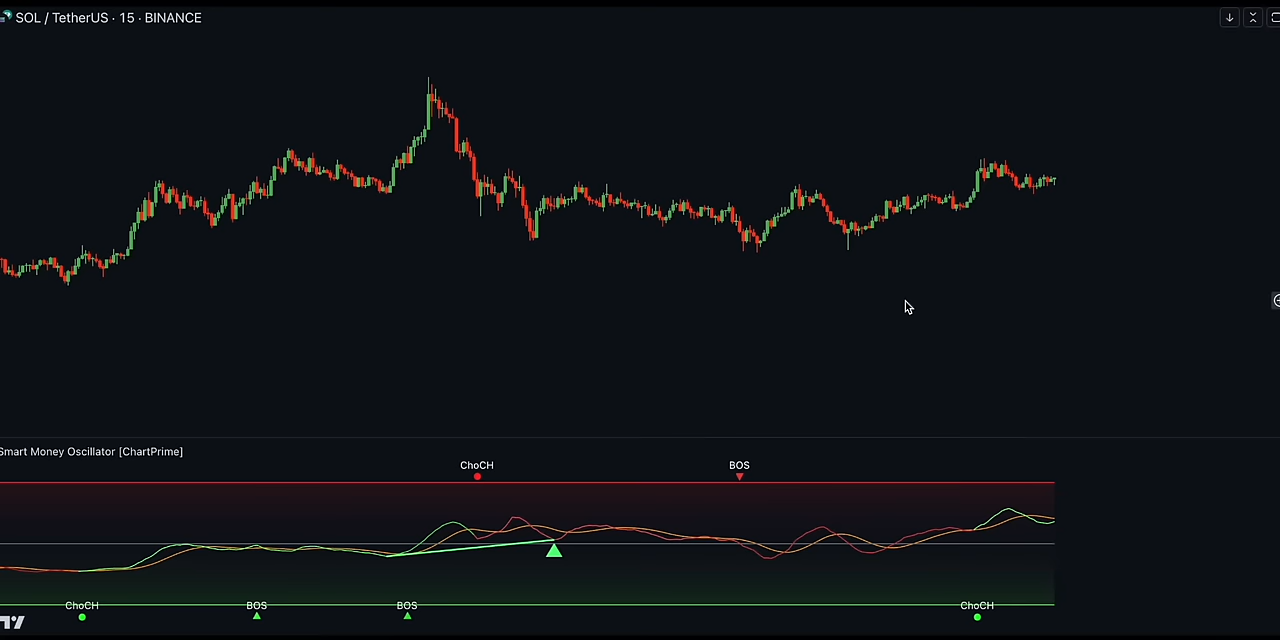 SOL / TetherUS · 15 · BINANCE
Smart Money Oscillator [ChartPrime]
ChoCH
BOS
ChoCH
BOS
BOS
ChoCH